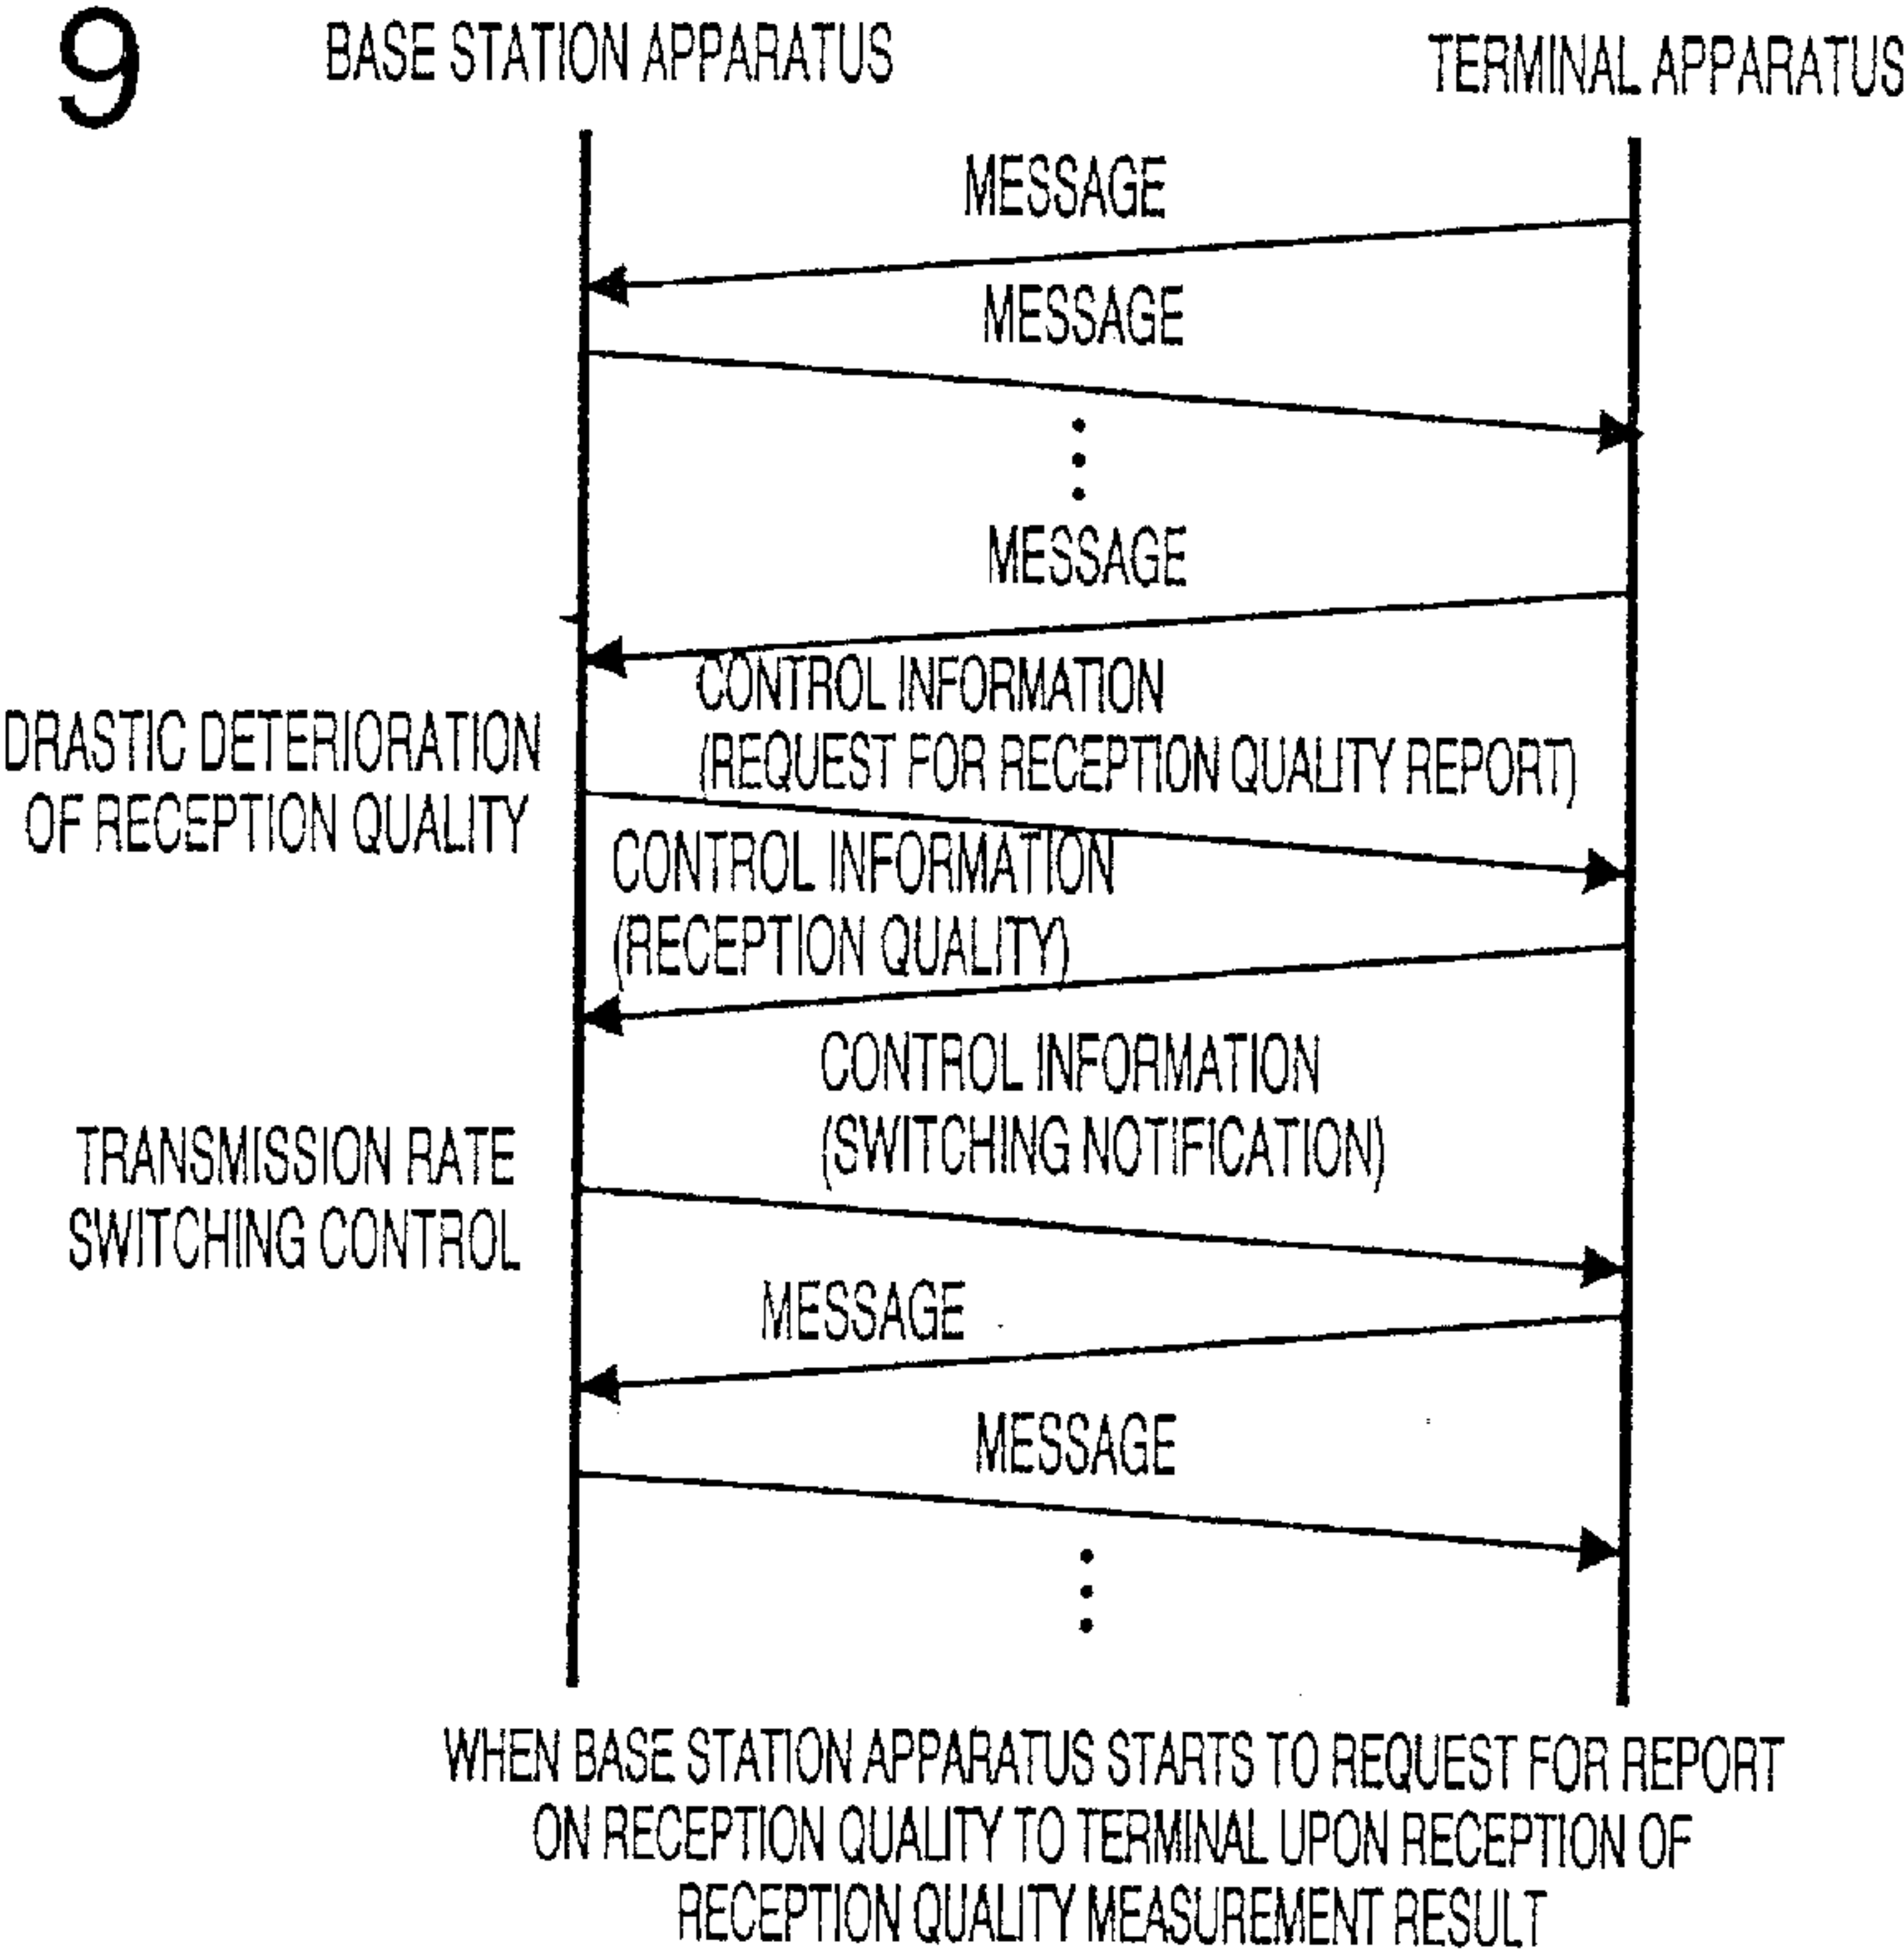 9
BASE STATION APPARATUS
TERMINAL APPARATUS
MESSAGE
MESSAGE
MESSAGE
CONTROL INFORMATION
(REQUEST FOR RECEPTION QUALITY REPORT)
DRASTIC DETERIORATION
OF RECEPTION QUALITY
CONTROL INFORMATION
(RECEPTION QUALITY)
CONTROL INFORMATION
(SWITCHING NOTIFICATION)
TRANSMISSION RATE
SWITCHING CONTROL
MESSAGE
MESSAGE
WHEN BASE STATION APPARATUS STARTS TO REQUEST FOR REPORT
ON RECEPTION QUALITY TO TERMINAL UPON RECEPTION OF
RECEPTION QUALITY MEASUREMENT RESULT